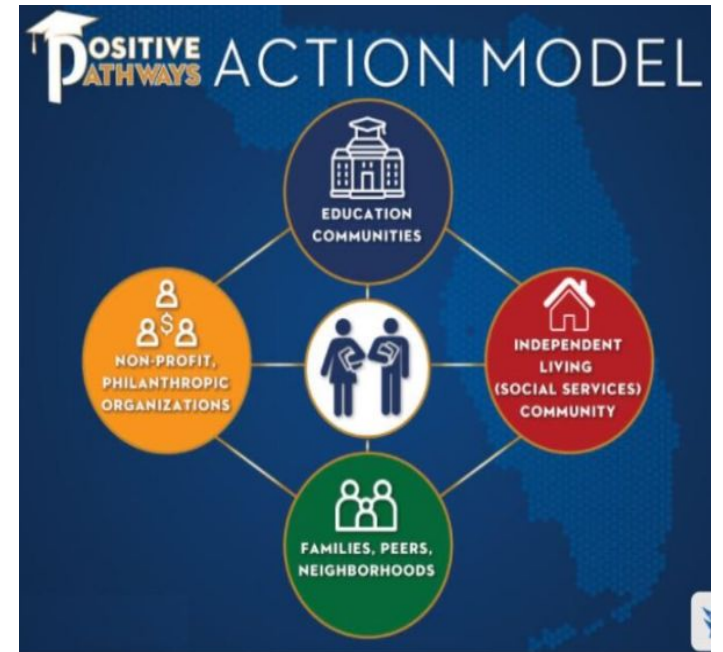 POSITIVE PATHWAYS ACTION MODEL
EDUCATION
COMMUNITIES
$
NON-PROFIT,
PHILANTHROPIC
ORGANIZATIONS
INDEPENDENT
LIVING
(SOCIAL SERVICES)
COMMUNITY
FAMILIES, PEERS,
NEIGHBORHOODS